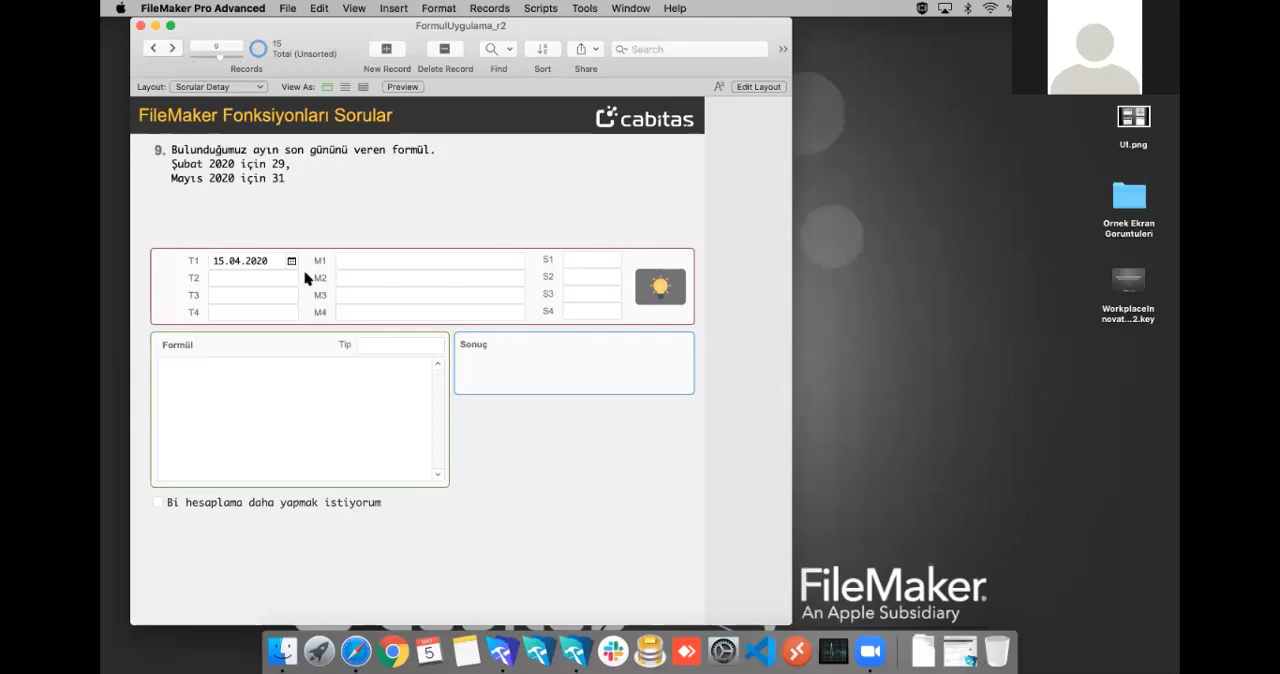 FileMaker Pro Advanced File Edit View Insert Format Records Scripts Tools Window Help
FormulUygulama_r2
9
15
Total (Unsorted)
Search
Records New Record Delete Record Find Sort Share
Layout: Sorular Detay View As: Preview Aa Edit Layout
FileMaker Fonksiyonları Sorular
cabitas
9. Bulunduğumuz ayın son gününü veren formül.
Şubat 2020 için 29,
Mayıs 2020 için 31
T1 15.04.2020 M1 S1
T2 M2 S2
T3 M3 S3
T4 M4 S4
Formül Tip
Sonuç
Bi hesaplama daha yapmak istiyorum
UI.png
Ornek Ekran
Goruntuleri
WorkplaceIn
novat...2.key
FileMaker.
An Apple Subsidiary
5